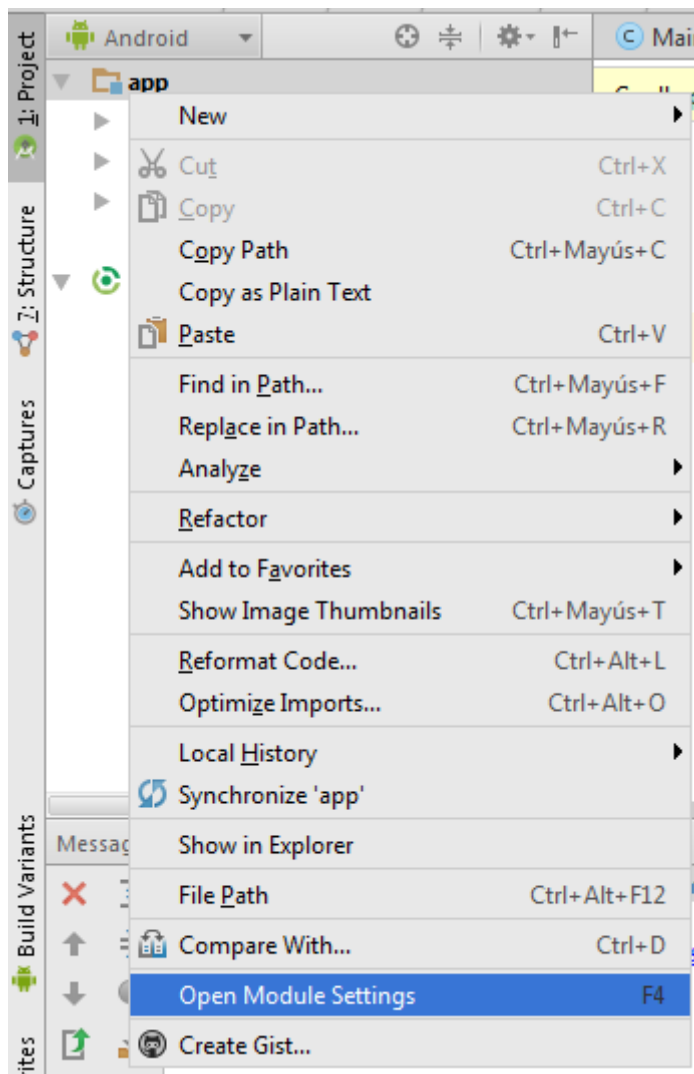 Android
1: Project
app
New
Cut Ctrl+X
Copy Ctrl+C
Copy Path Ctrl+Mayús+C
Copy as Plain Text
Paste Ctrl+V
Find in Path... Ctrl+Mayús+F
Replace in Path... Ctrl+Mayús+R
Analyze
Refactor
Add to Favorites
Show Image Thumbnails Ctrl+Mayús+T
Reformat Code... Ctrl+Alt+L
Optimize Imports... Ctrl+Alt+O
Local History
Synchronize 'app'
Show in Explorer
File Path Ctrl+Alt+F12
Compare With... Ctrl+D
Open Module Settings F4
Create Gist...
7: Structure
Captures
Build Variants